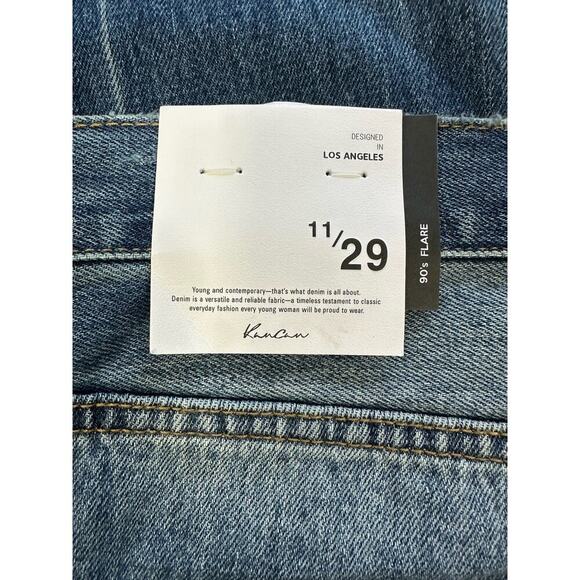 DESIGNED
IN
LOS ANGELES
11/29
90's FLARE
Young and contemporary—that's what denim is all about.
Denim is a versatile and reliable fabric—a timeless testament to classic
everyday fashion every young woman will be proud to wear.
KanCan